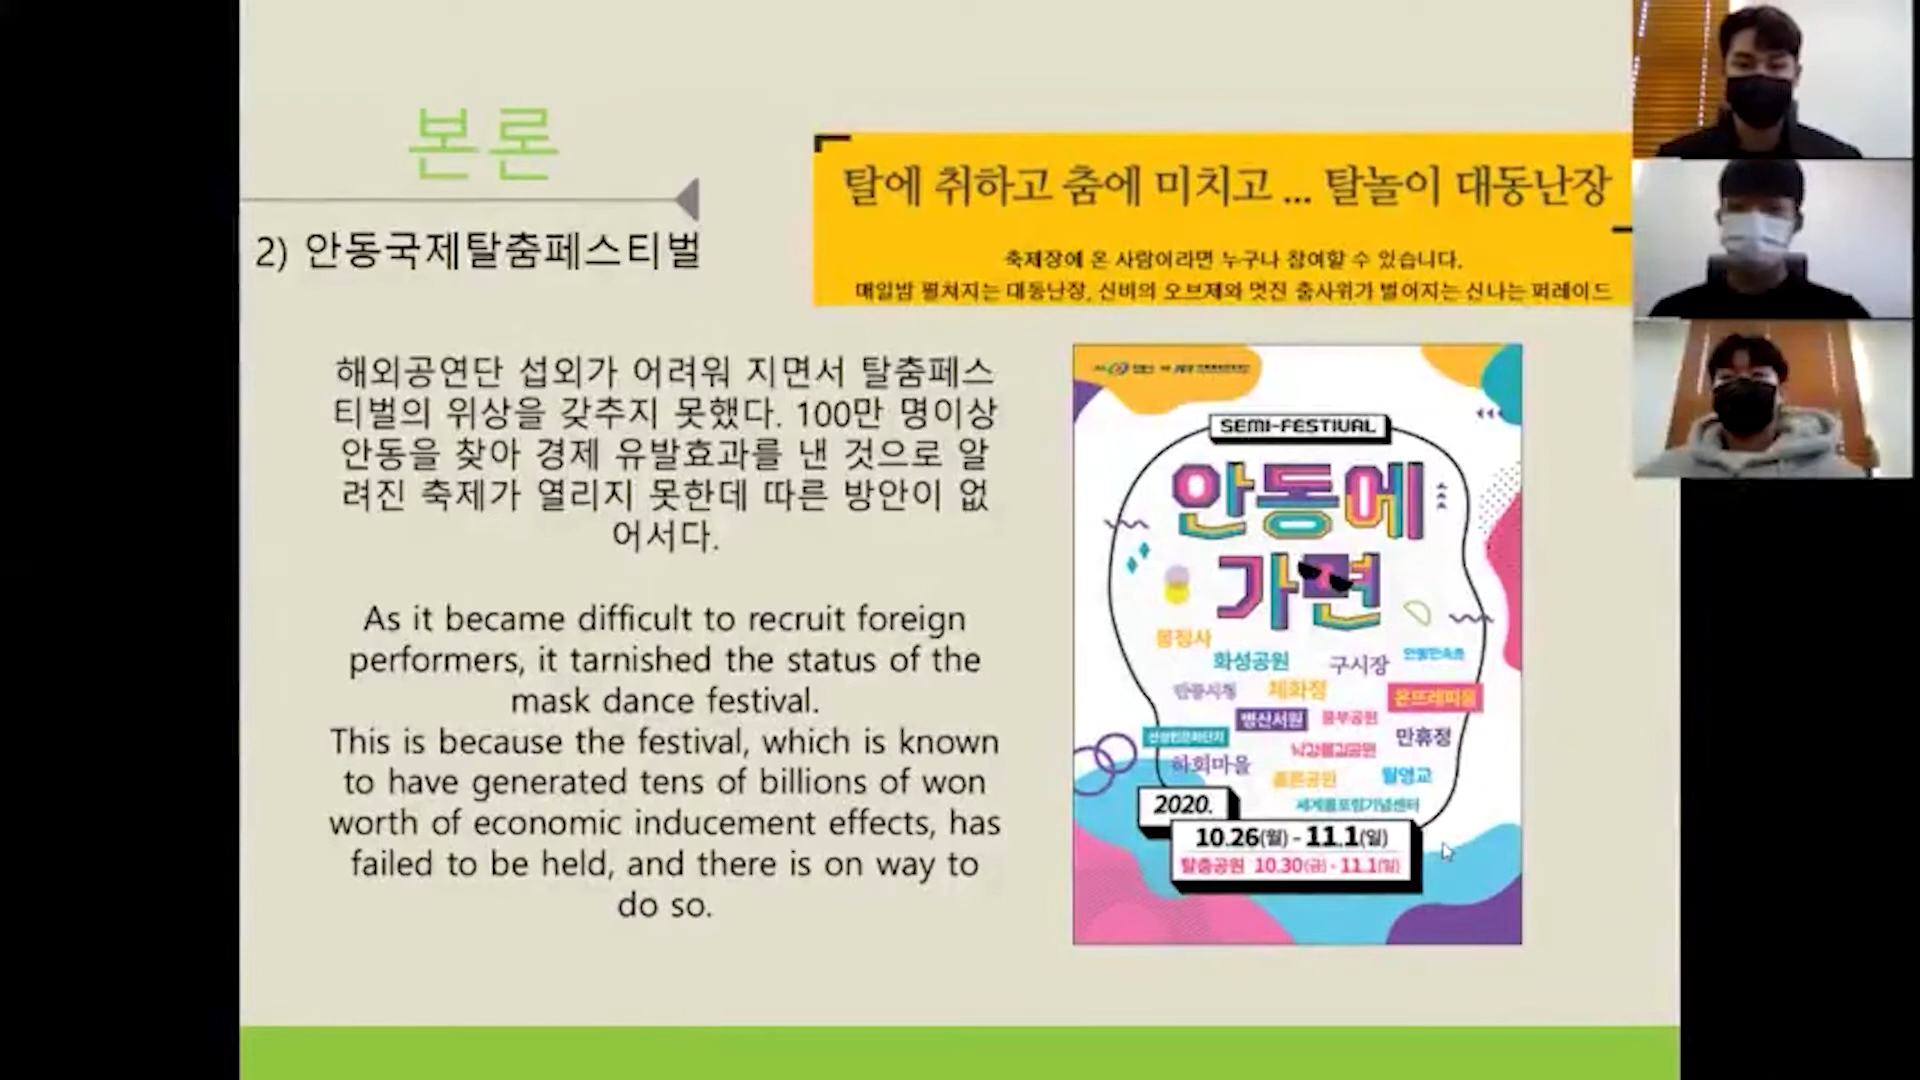 본론
2) 안동국제탈춤페스티벌
탈에 취하고 춤에 미치고 ... 탈놀이 대동난장
축제장에 온 사람이라면 누구나 참여할 수 있습니다.
매일밤 펼쳐지는 대동난장, 신비의 오브제와 멋진 춤사위가 벌어지는 신나는 퍼레이드
해외공연단 섭외가 어려워 지면서 탈춤페스
티벌의 위상을 갖추지 못했다. 100만 명이상
안동을 찾아 경제 유발효과를 낸 것으로 알
려진 축제가 열리지 못한데 따른 방안이 없
어서다.
As it became difficult to recruit foreign
performers, it tarnished the status of the
mask dance festival.
This is because the festival, which is known
to have generated tens of billions of won
worth of economic inducement effects, has
failed to be held, and there is on way to
do so.
SEMI-FESTIVAL
안동에
가면
봉정사
화성공원 구시장 안동민속촌
안동시청 체화정 온뜨레피움
병산서원 웅부공원
선성현문화단지 낙강물길공원 만휴정
하회마을 음악공원 월영교
세계물포럼기념센터
2020.
10.26(월) - 11.1(일)
탈춤공원 10.30(금) - 11.1(일)